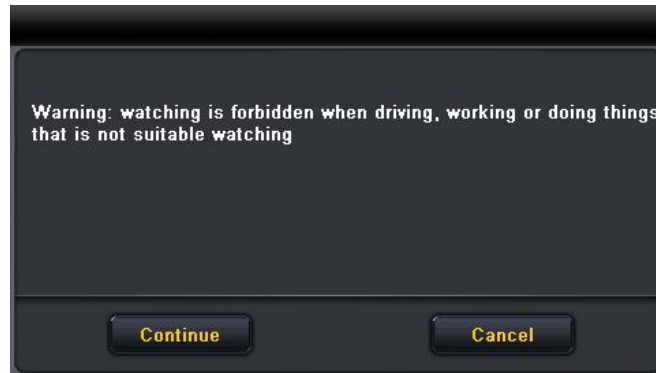 Warning: watching is forbidden when driving, working or doing things
that is not suitable watching
Continue
Cancel